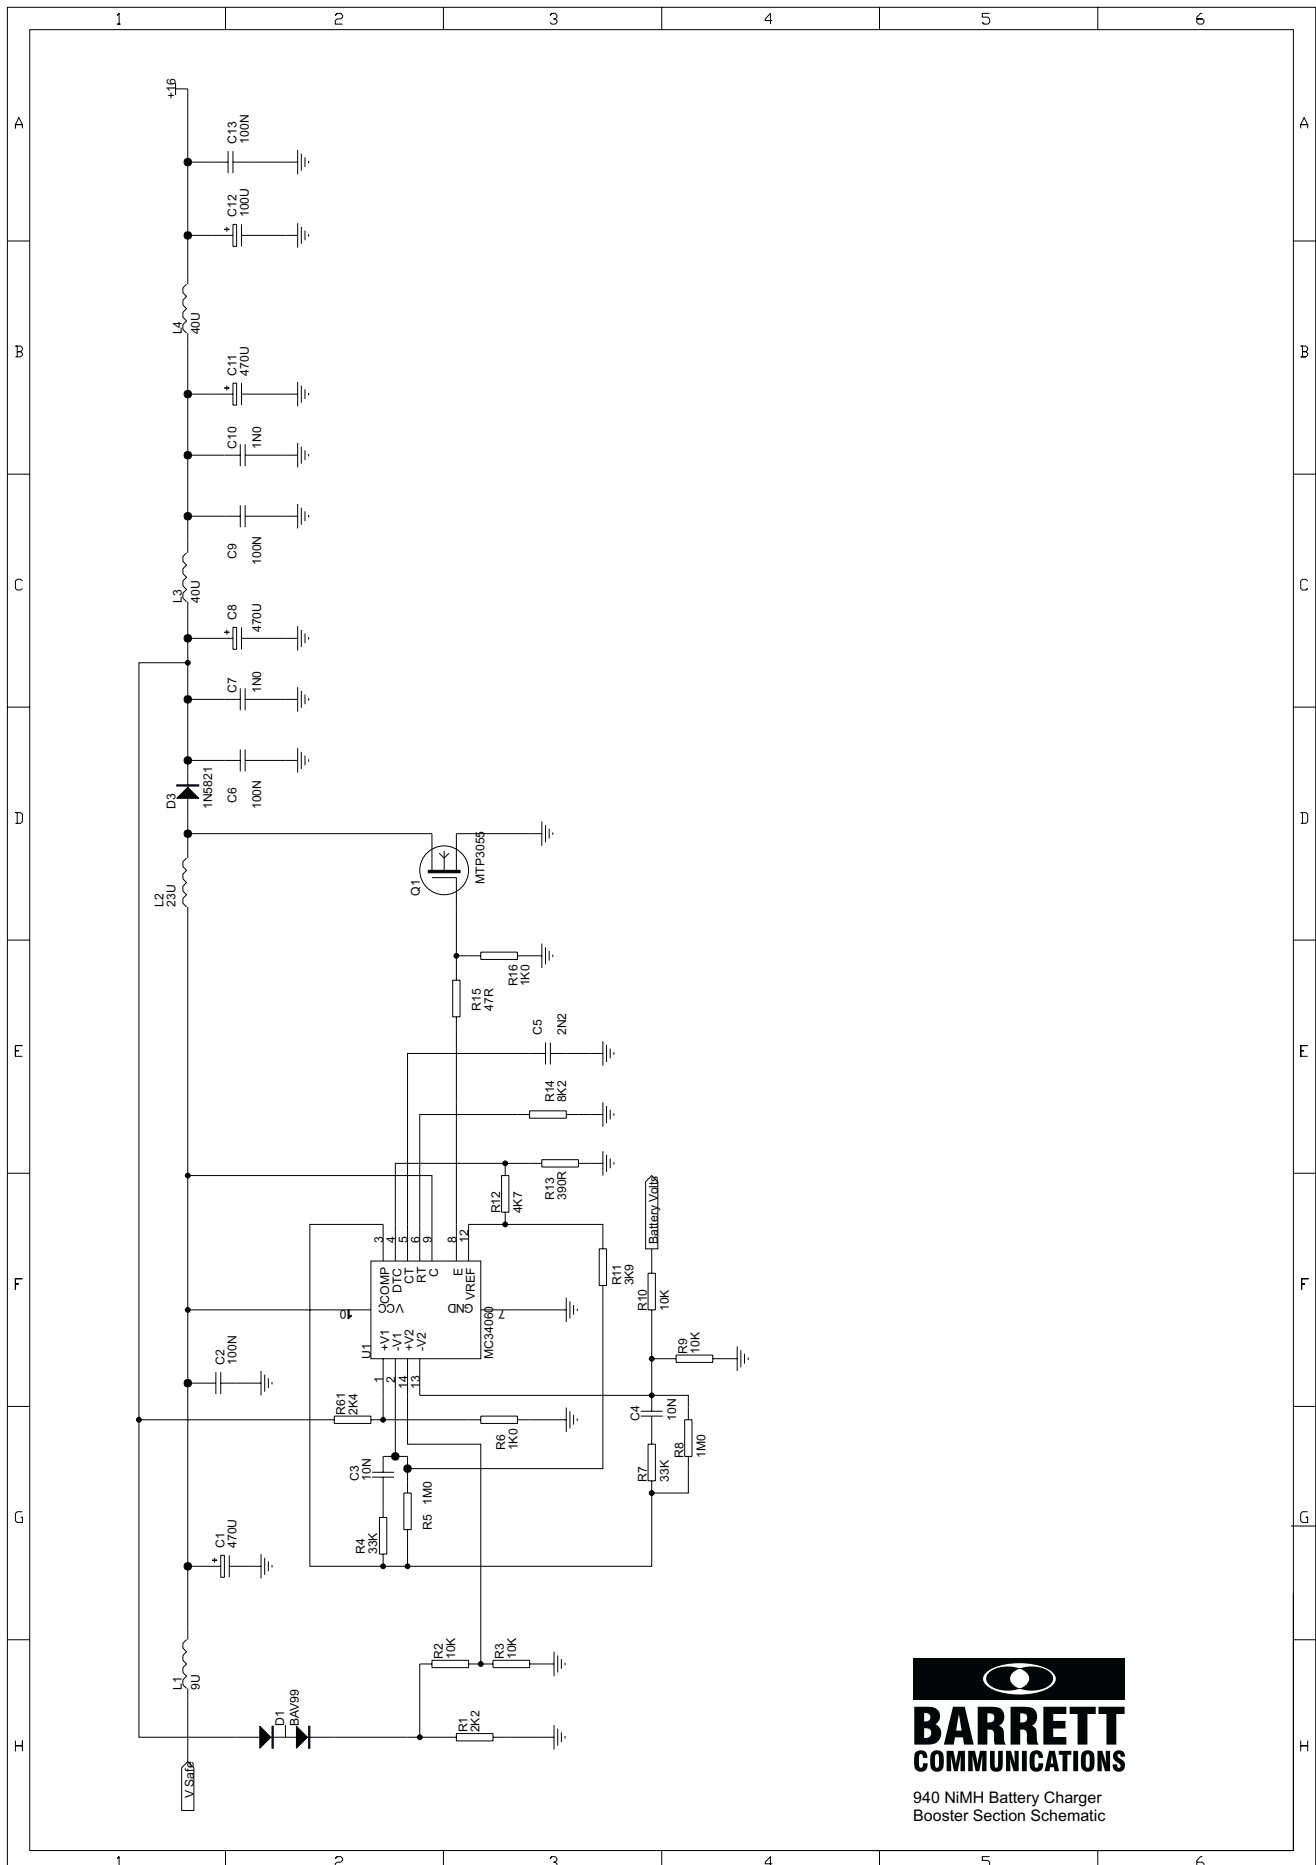 1 2 3 4 5 6
A A
B B
C C
D D
E E
F F
G G
H H
+16
C13
100N
C12
100U
L4
40U
C11
470U
C10
1N0
C9
100N
L3
40U
C8
470U
C7
1N0
C6
100N
D3
1N5821
L2
23U
Q1
MTP3055
R16
1K0
R15
47R
C5
2N2
R14
8K2
R13
390R
R12
4K7
Battery Volts
R11
3K9
R10
10K
R9
10K
3 4 5 6 9 8 12
COMP
DTC
CT
RT
C
E
VREF
VCC
10
GND
7
+V1
-V1
+V2
-V2
U1
MC34060
1 2 14 13
C2
100N
R61
2K4
R6
1K0
C4
10N
R8
1M0
R7
33K
C3
10N
R5 1M0
R4
33K
C1
470U
L1
9U
R2
10K
R3
10K
D1
BAV99
R1
2K2
V Safe
BARRETT
COMMUNICATIONS
940 NiMH Battery Charger
Booster Section Schematic
1 2 3 4 5 6